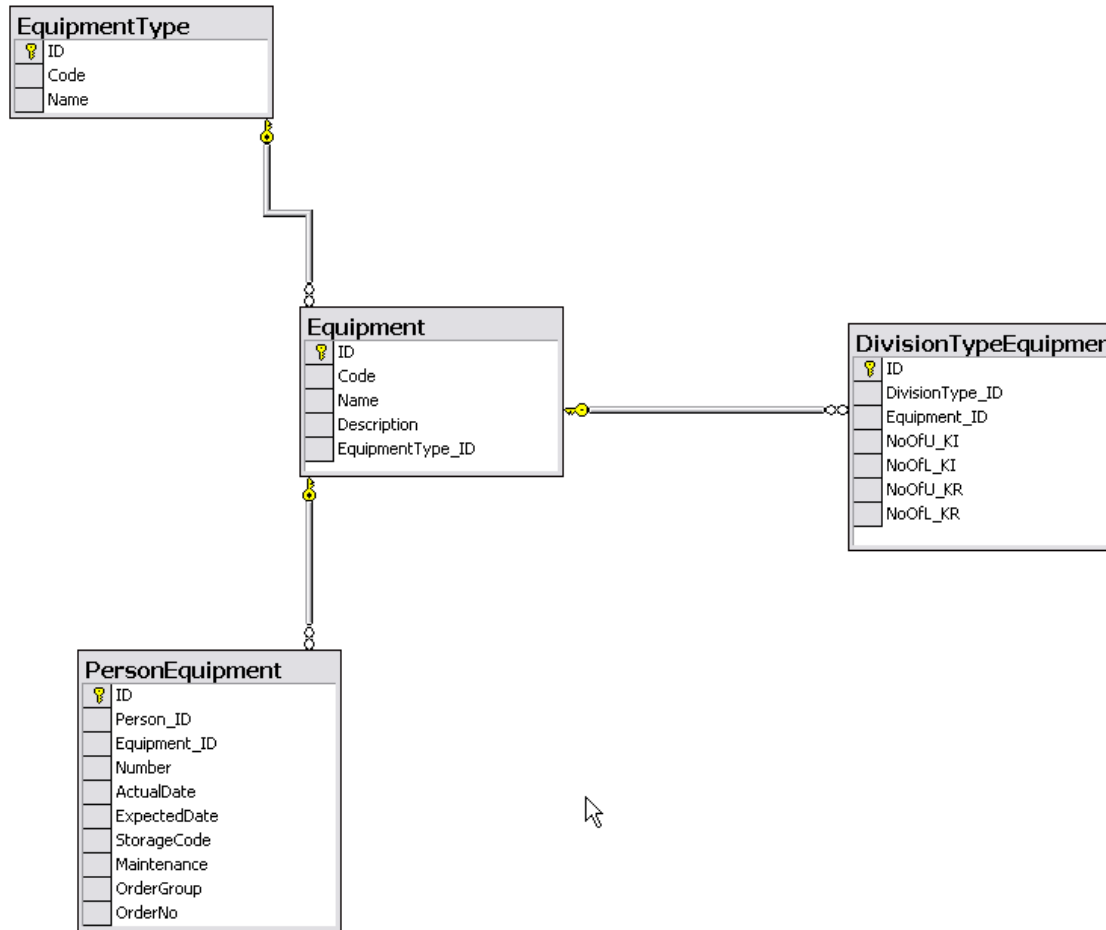 EquipmentType
ID
Code
Name
Equipment
ID
Code
Name
Description
EquipmentType_ID
DivisionTypeEquipmen
ID
DivisionType_ID
Equipment_ID
NoOfU_KI
NoOfL_KI
NoOfU_KR
NoOfL_KR
PersonEquipment
ID
Person_ID
Equipment_ID
Number
ActualDate
ExpectedDate
StorageCode
Maintenance
OrderGroup
OrderNo